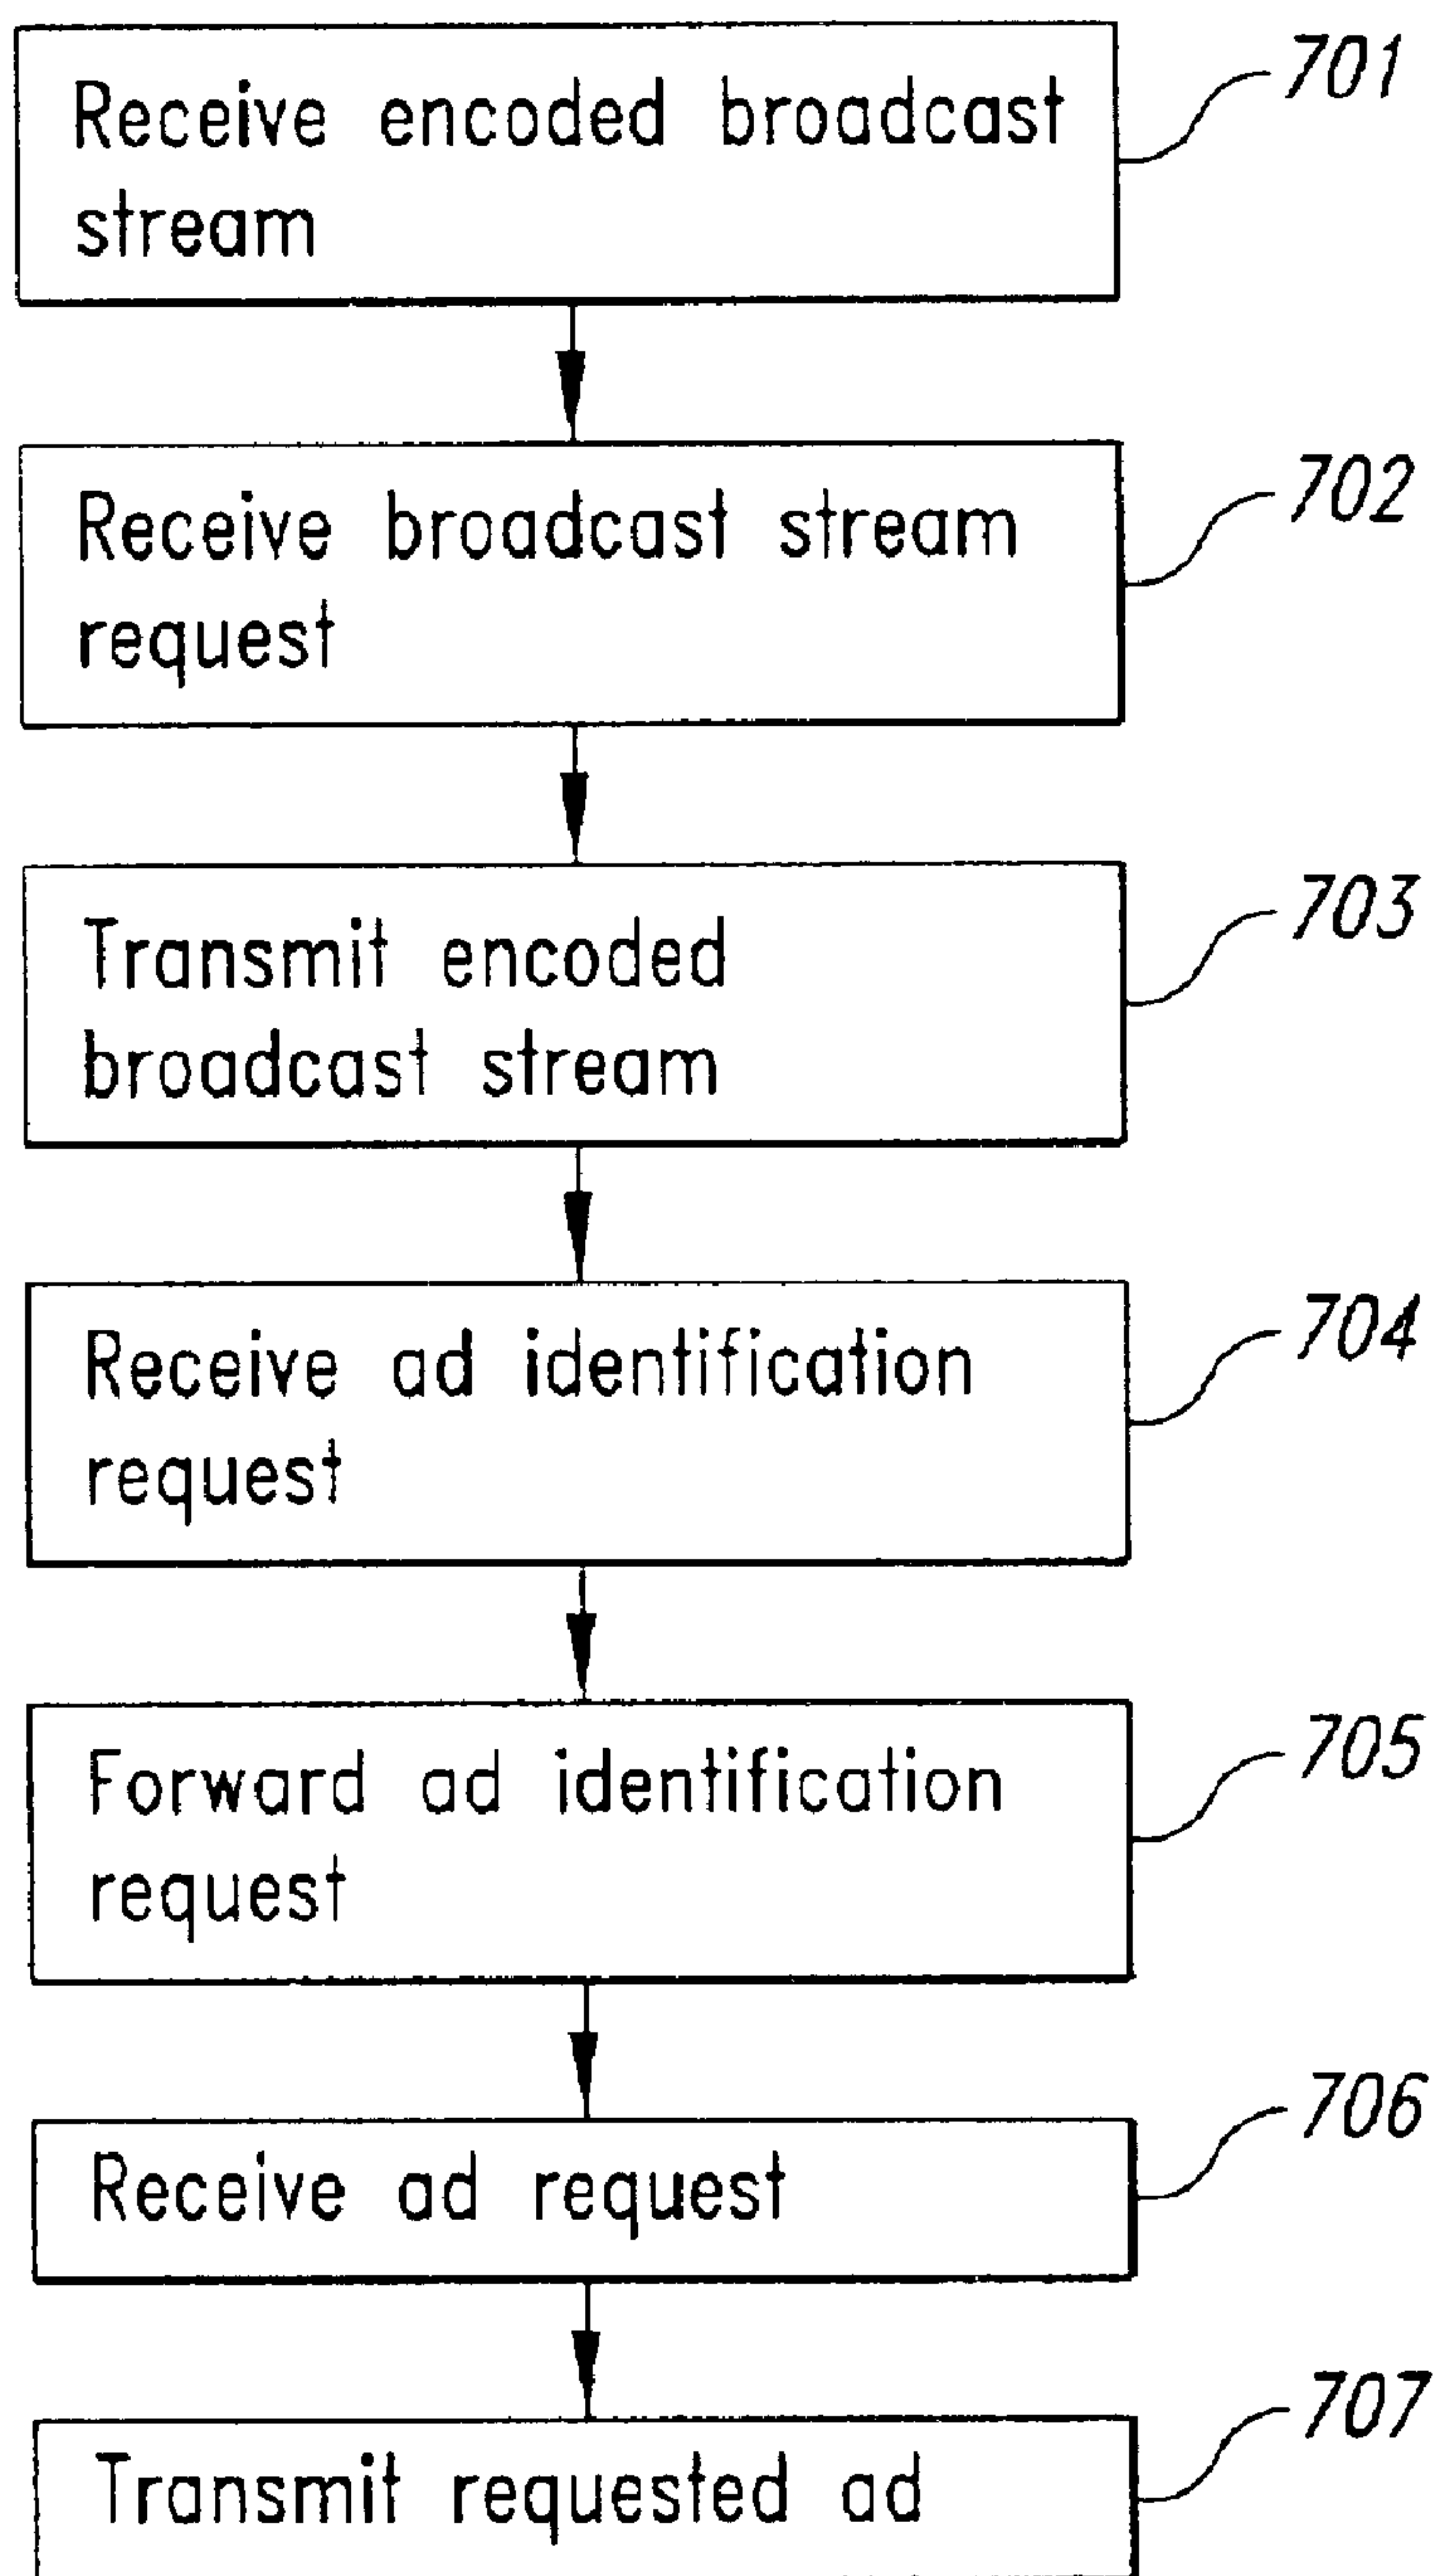 Receive encoded broadcast
stream
701
Receive broadcast stream
request
702
Transmit encoded
broadcast stream
703
Receive ad identification
request
704
Forward ad identification
request
705
Receive ad request
706
Transmit requested ad
707